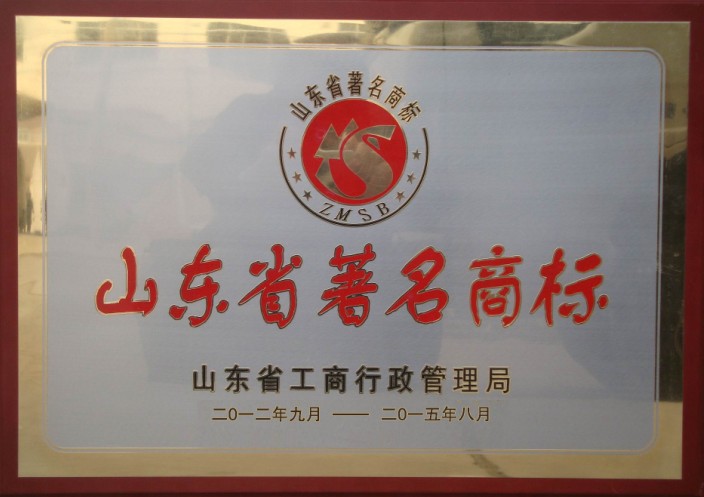 山东省著名商标
ZMSB
山东省著名商标
山东省工商行政管理局
二〇一二年九月 —— 二〇一五年八月